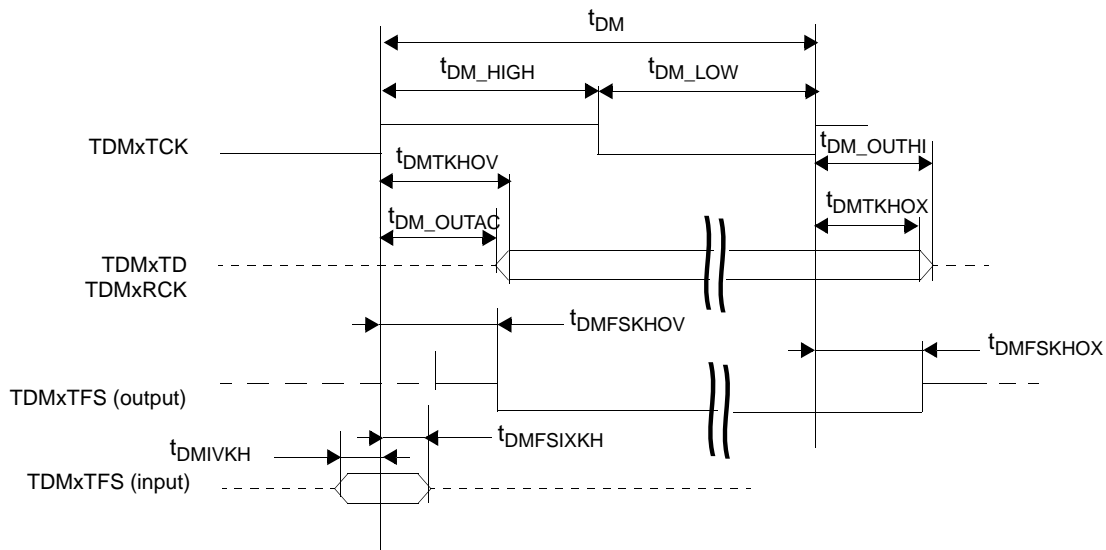 tDM
tDM_HIGH
tDM_LOW
TDMxTCK
tDM_OUTHI
tDMTKHOV
tDMTKHOX
tDM_OUTAC
TDMxTD
TDMxRCK
tDMFSKHOV
tDMFSKHOX
TDMxTFS (output)
tDMFSIXKH
tDMIVKH
TDMxTFS (input)